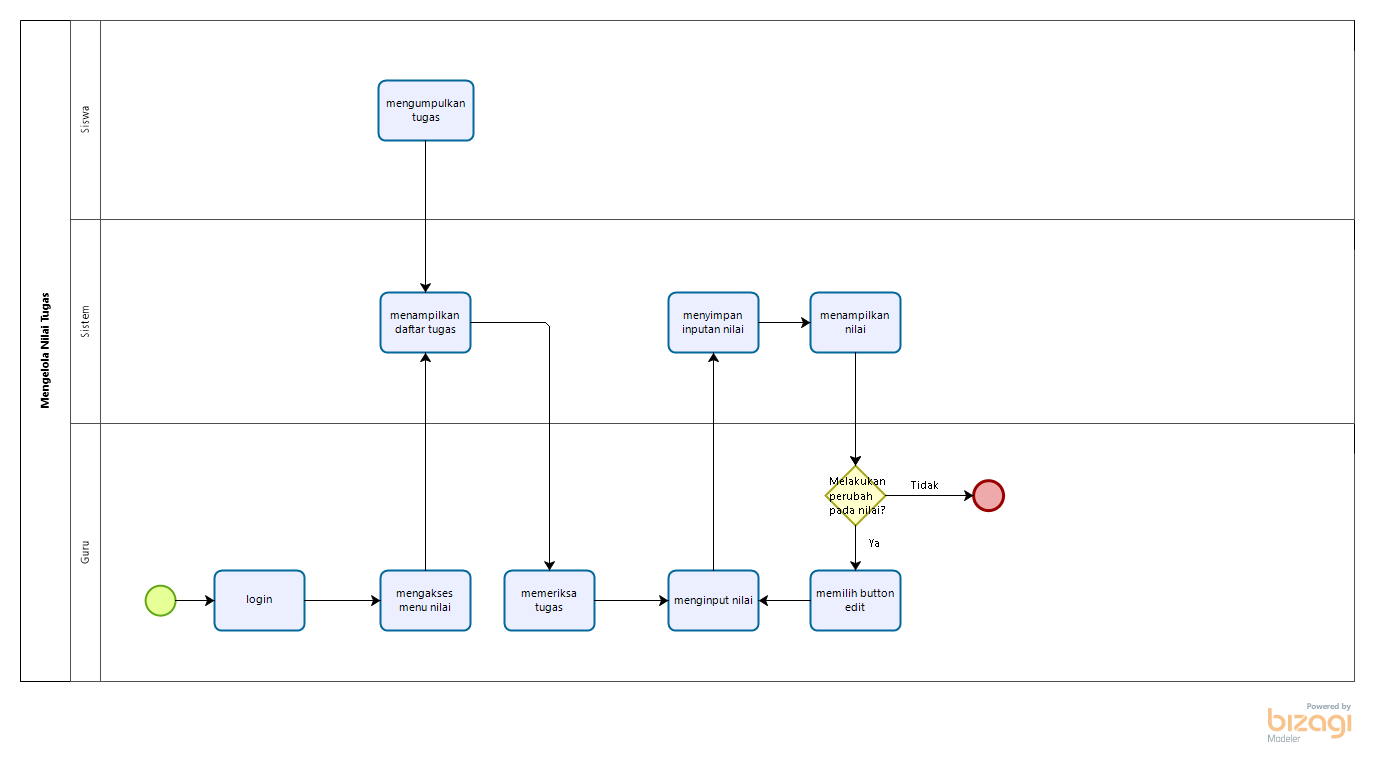 Mengelola Nilai Tugas
Siswa
mengumpulkan
tugas
Sistem
menampilkan
daftar tugas
menyimpan
inputan nilai
menampilkan
nilai
Guru
Melakukan
perubah
pada nilai?
Tidak
Ya
login
mengakses
menu nilai
memeriksa
tugas
menginput nilai
memilih button
edit
Powered by
bizagi
Modeler